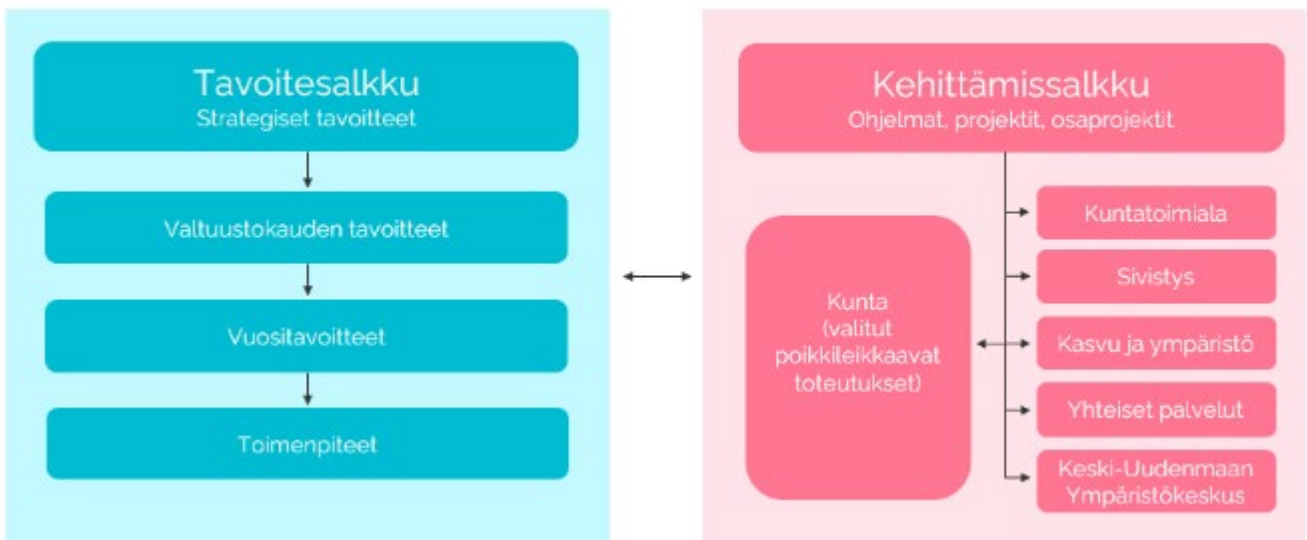 Tavoitesalkku
Strategiset tavoitteet
Valtuustokauden tavoitteet
Vuositavoitteet
Toimenpiteet
Kehittämissalkku
Ohjelmat, projektit, osaprojektit
Kunta
(valitut
poikkileikkaavat
toteutukset)
Kuntatoimiala
Sivistys
Kasvu ja ympäristö
Yhteiset palvelut
Keski-Uudenmaan
Ympäristökeskus